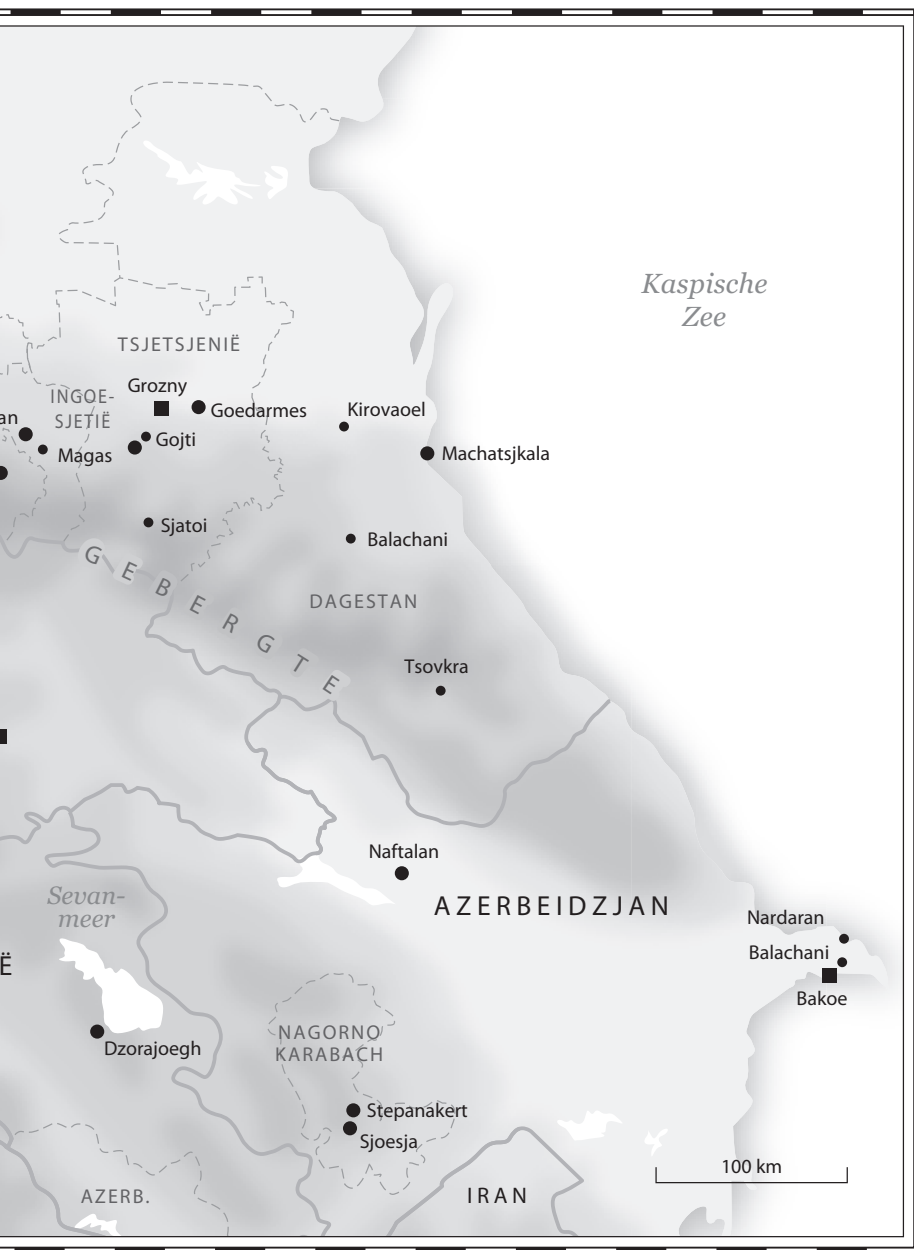 Kaspische
Zee
TSJETSJENIË
Grozny
INGOE-
SJETIË
Goedarmes
Kirovaoel
an
Gojti
Magas
Machatsjkala
Sjatoi
Balachani
GEBERGTE
DAGESTAN
Tsovkra
Naftalan
Sevan-
meer
AZERBEIDZJAN
Nardaran
Balachani
Ë
Bakoe
NAGORNO
KARABACH
Dzorajoegh
Stepanakert
Sjoesja
100 km
AZERB.
IRAN